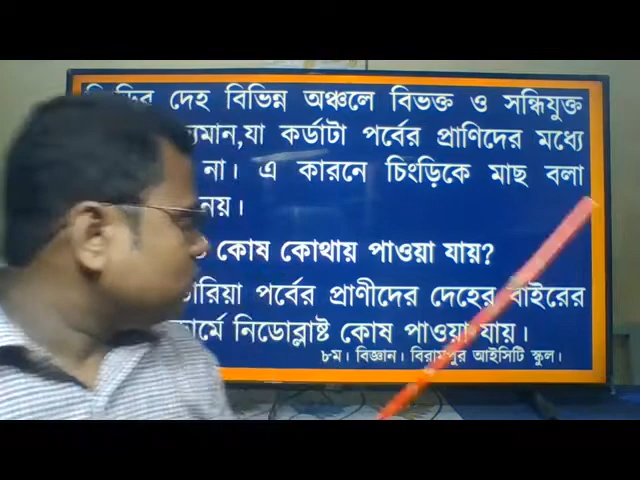 দেহ বিভিন্ন অঞ্চলে বিভক্ত ও সন্ধিযুক্ত
যা কর্ডাটা পর্বের প্রাণিদের মধ্যে
না। এ কারনে চিংড়িকে মাছ বলা
নয়।
কোষ কোথায় পাওয়া যায়?
পর্বের প্রাণীদের দেহের বাইরের
নিডোব্লাষ্ট কোষ পাওয়া যায়।
৮ম। বিজ্ঞান। বিরামপুর আইসিটি স্কুল।